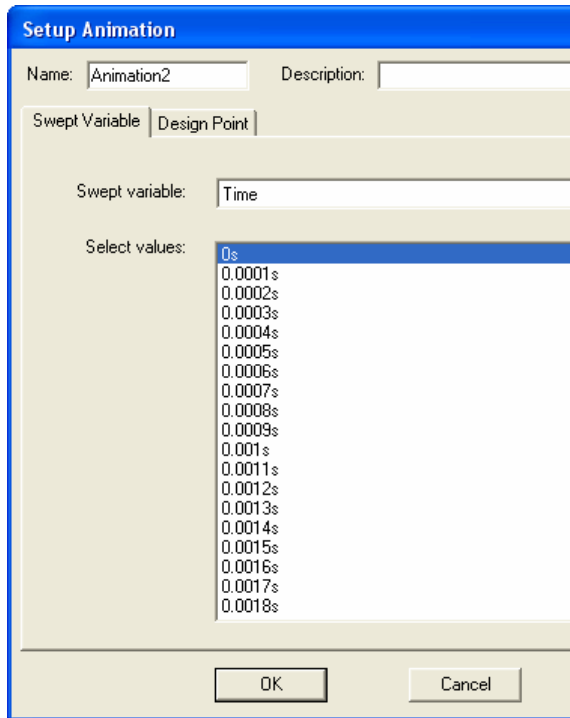 Setup Animation
Name: Animation2 Description:
Swept Variable Design Point
Swept variable: Time
Select values: 0s
0.0001s
0.0002s
0.0003s
0.0004s
0.0005s
0.0006s
0.0007s
0.0008s
0.0009s
0.001s
0.0011s
0.0012s
0.0013s
0.0014s
0.0015s
0.0016s
0.0017s
0.0018s
OK Cancel